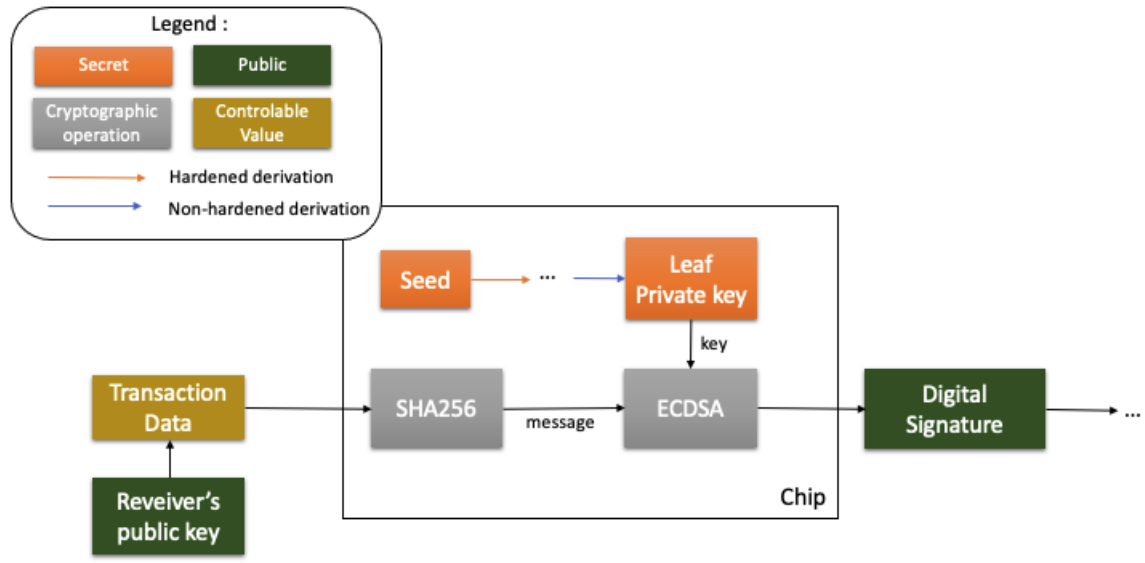 Legend :
Secret
Public
Cryptographic
operation
Controlable
Value
Hardened derivation
Non-hardened derivation
Seed
...
Leaf
Private key
key
Transaction
Data
SHA256
message
ECDSA
Digital
Signature
...
Reveiver's
public key
Chip